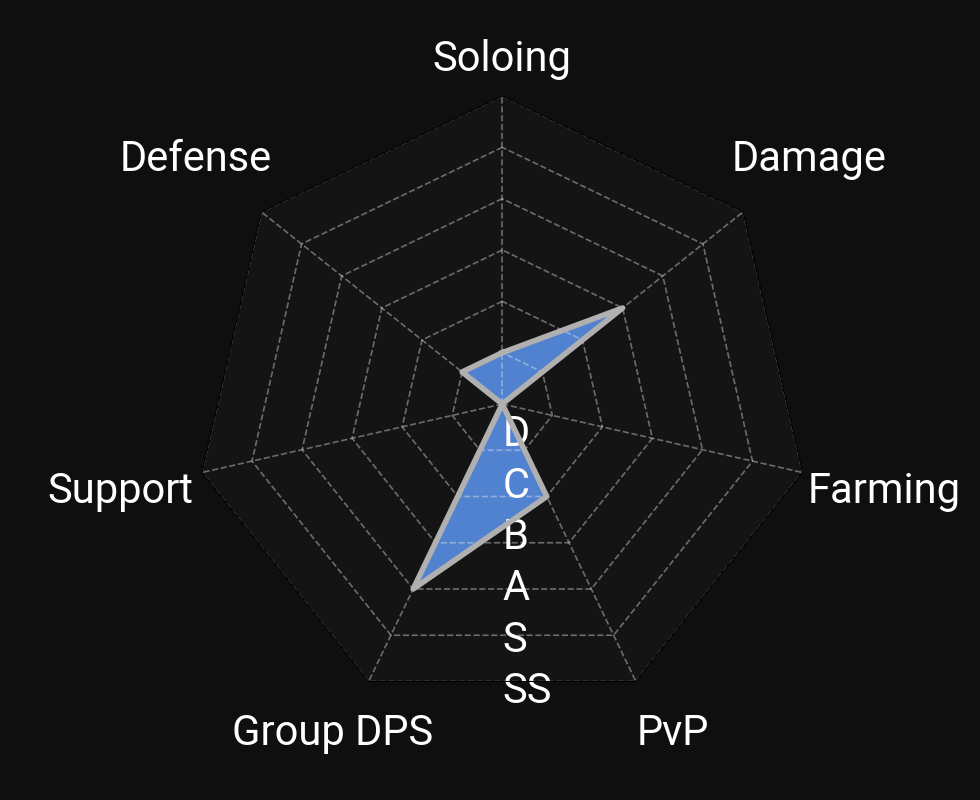 Soloing
Defense
Damage
D
C
Support
Farming
B
A
S
SS
Group DPS
PvP